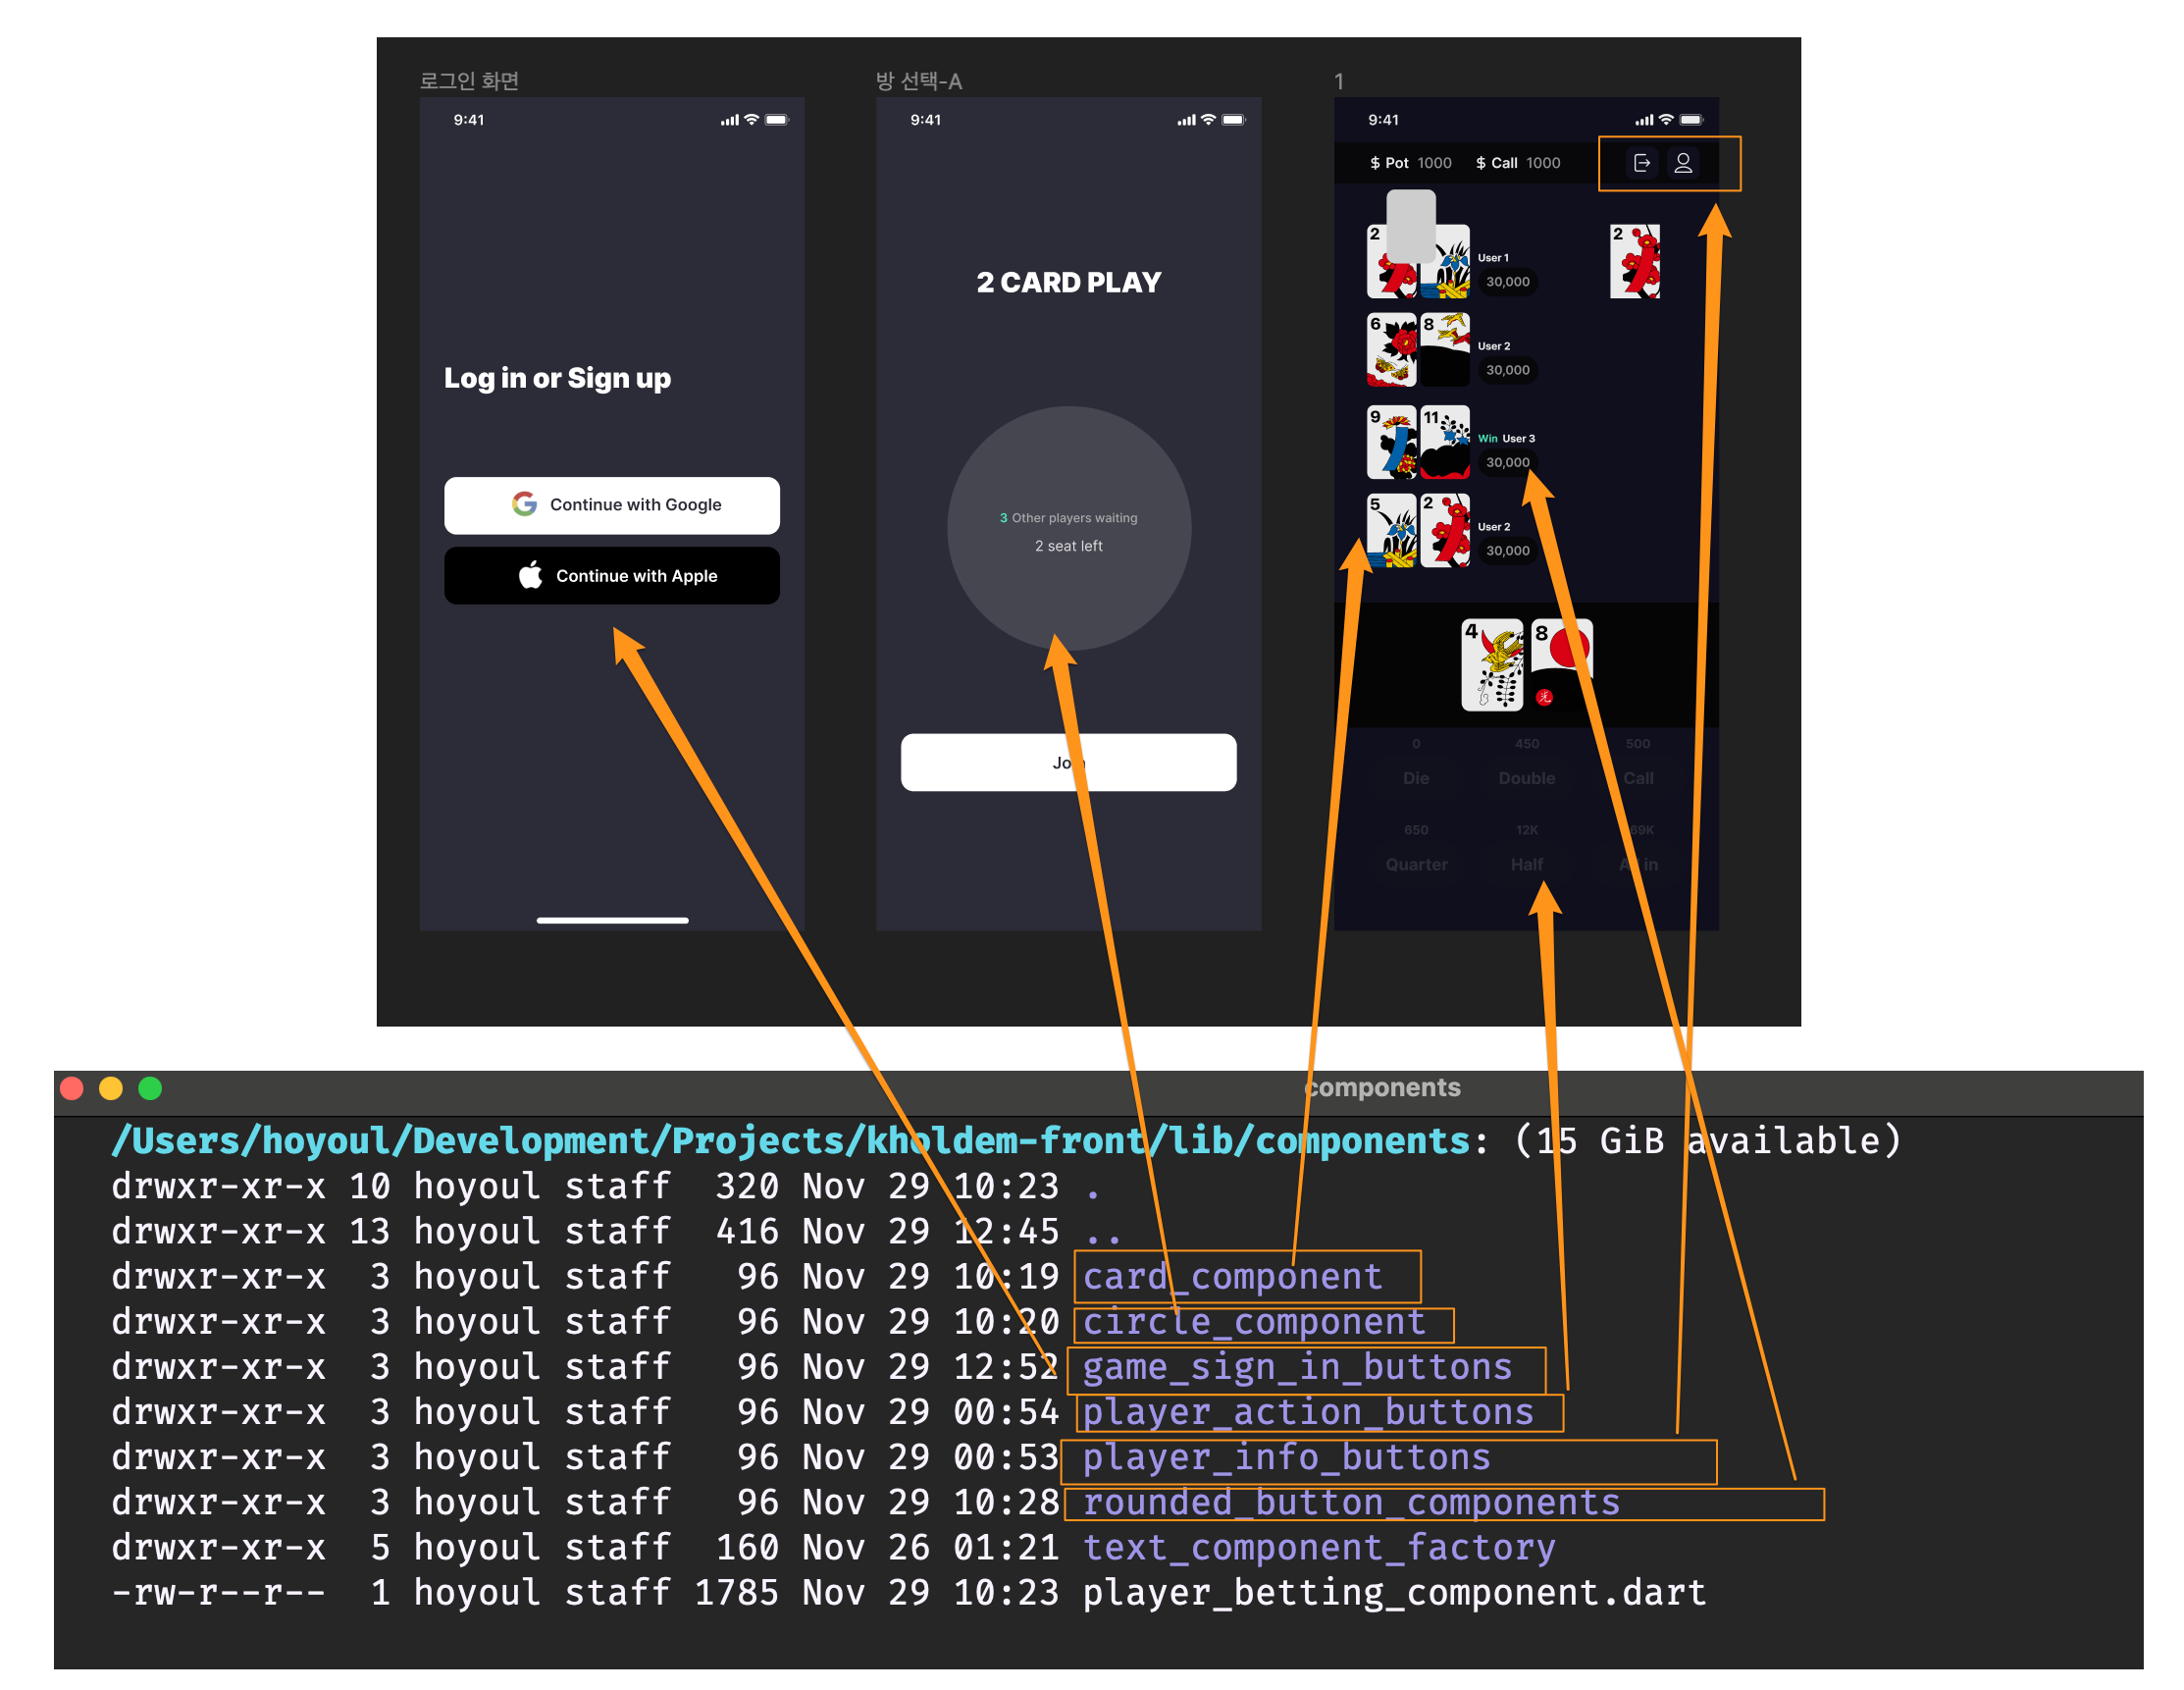 로그인 화면
9:41
Log in or Sign up
Continue with Google
Continue with Apple
방 선택-A
9:41
2 CARD PLAY
3 Other players waiting
2 seat left
Join
1
9:41
$ Pot 1000 $ Call 1000
2
User 1
30,000
2
6 8
User 2
30,000
9 11
Win User 3
30,000
5 2
User 2
30,000
4 8
光
0 450 500
Die Double Call
650 12K
Quarter Half All in
components
/Users/hoyoul/Development/Projects/kholdem-front/lib/components: (15 GiB available)
drwxr-xr-x 10 hoyoul staff 320 Nov 29 10:23 .
drwxr-xr-x 13 hoyoul staff 416 Nov 29 12:45 ..
drwxr-xr-x 3 hoyoul staff 96 Nov 29 10:19 card_component
drwxr-xr-x 3 hoyoul staff 96 Nov 29 10:20 circle_component
drwxr-xr-x 3 hoyoul staff 96 Nov 29 12:52 game_sign_in_buttons
drwxr-xr-x 3 hoyoul staff 96 Nov 29 00:54 player_action_buttons
drwxr-xr-x 3 hoyoul staff 96 Nov 29 00:53 player_info_buttons
drwxr-xr-x 3 hoyoul staff 96 Nov 29 10:28 rounded_button_components
drwxr-xr-x 5 hoyoul staff 160 Nov 26 01:21 text_component_factory
-rw-r--r-- 1 hoyoul staff 1785 Nov 29 10:23 player_betting_component.dart